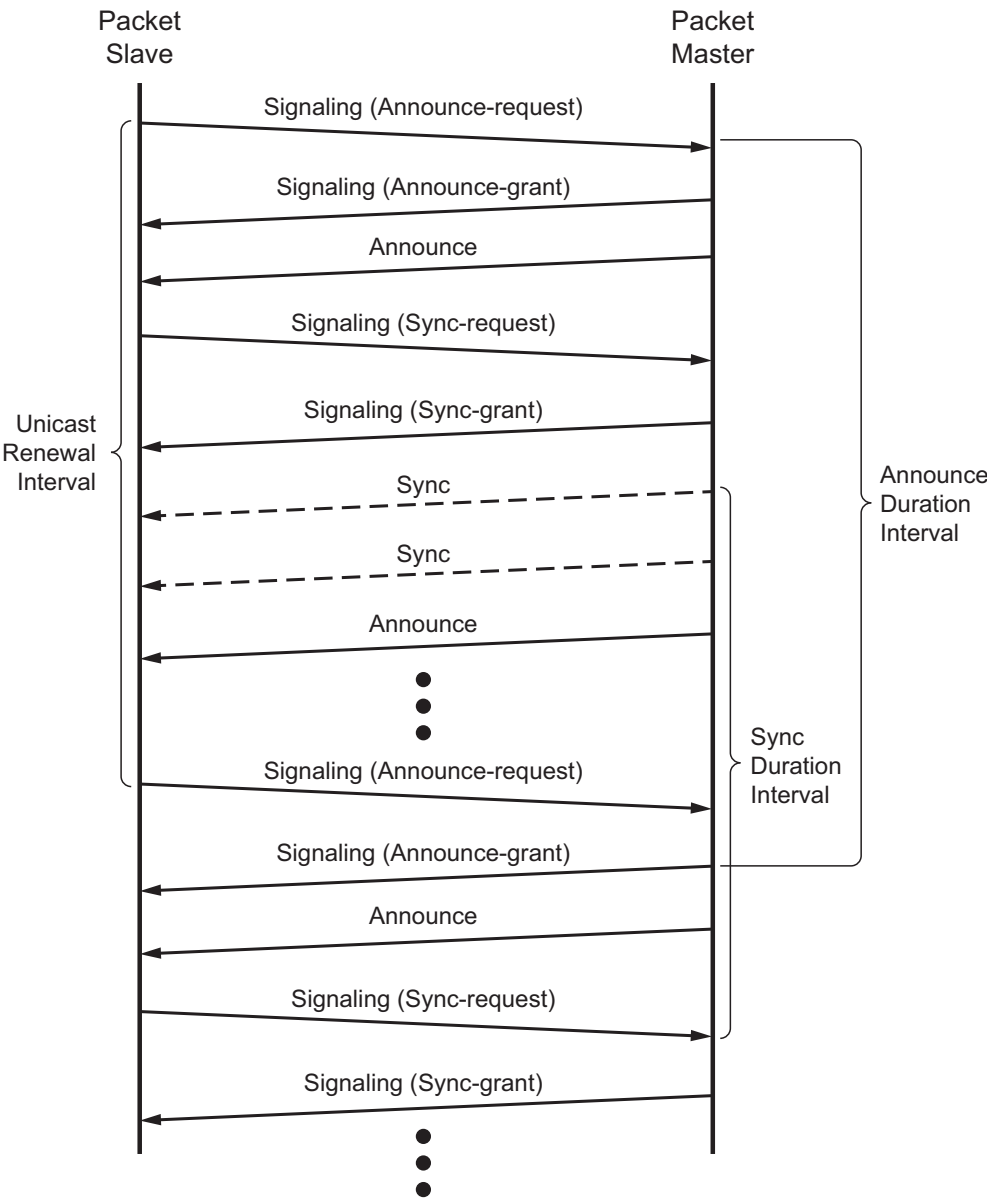 Packet
Slave
Packet
Master
Signaling (Announce-request)
Signaling (Announce-grant)
Announce
Signaling (Sync-request)
Signaling (Sync-grant)
Unicast
Renewal
Interval
Sync
Announce
Duration
Interval
Sync
Announce
Sync
Duration
Interval
Signaling (Announce-request)
Signaling (Announce-grant)
Announce
Signaling (Sync-request)
Signaling (Sync-grant)